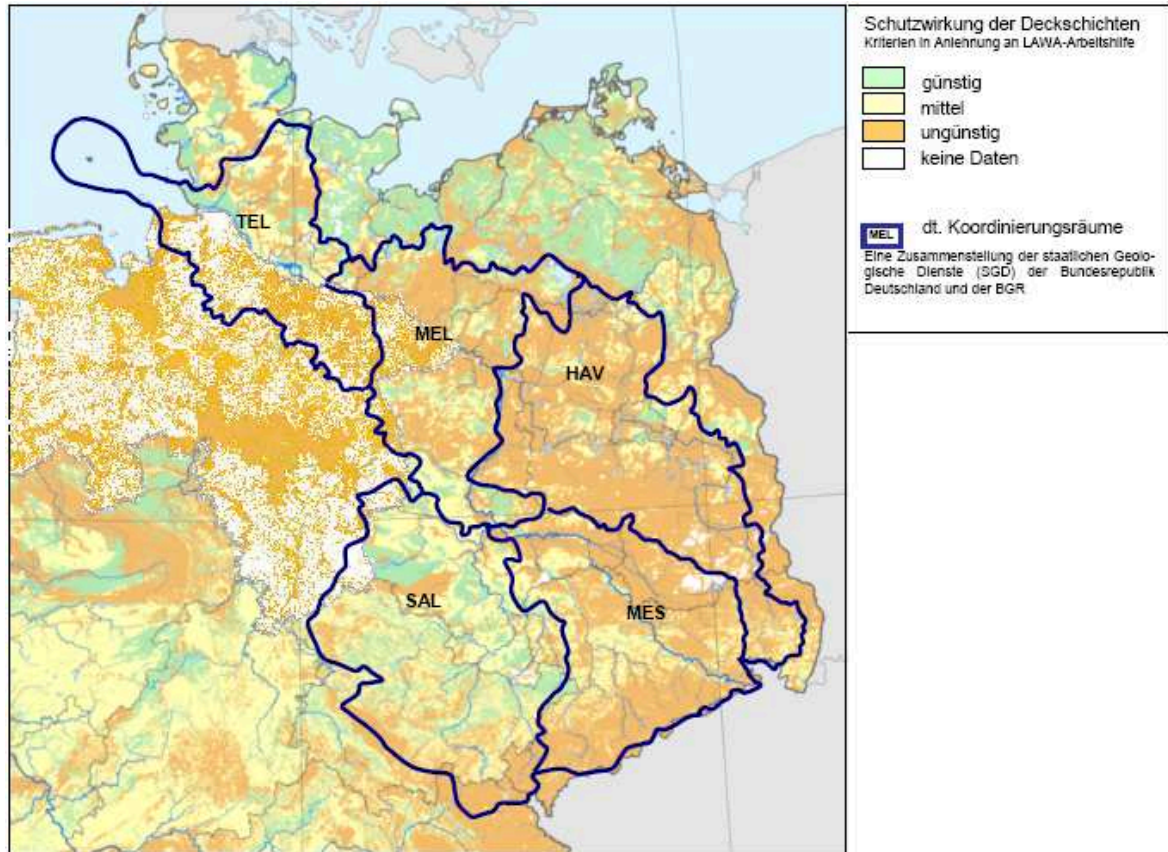 Schutzwirkung der Deckschichten
Kriterien in Anlehnung an LAWA-Arbeitshilfe
günstig
mittel
ungünstig
keine Daten
MEL dt. Koordinierungsräume
Eine Zusammenstellung der staatlichen Geolo-
gische Dienste (SGD) der Bundesrepublik
Deutschland und der BGR
TEL
MEL
HAV
SAL
MES